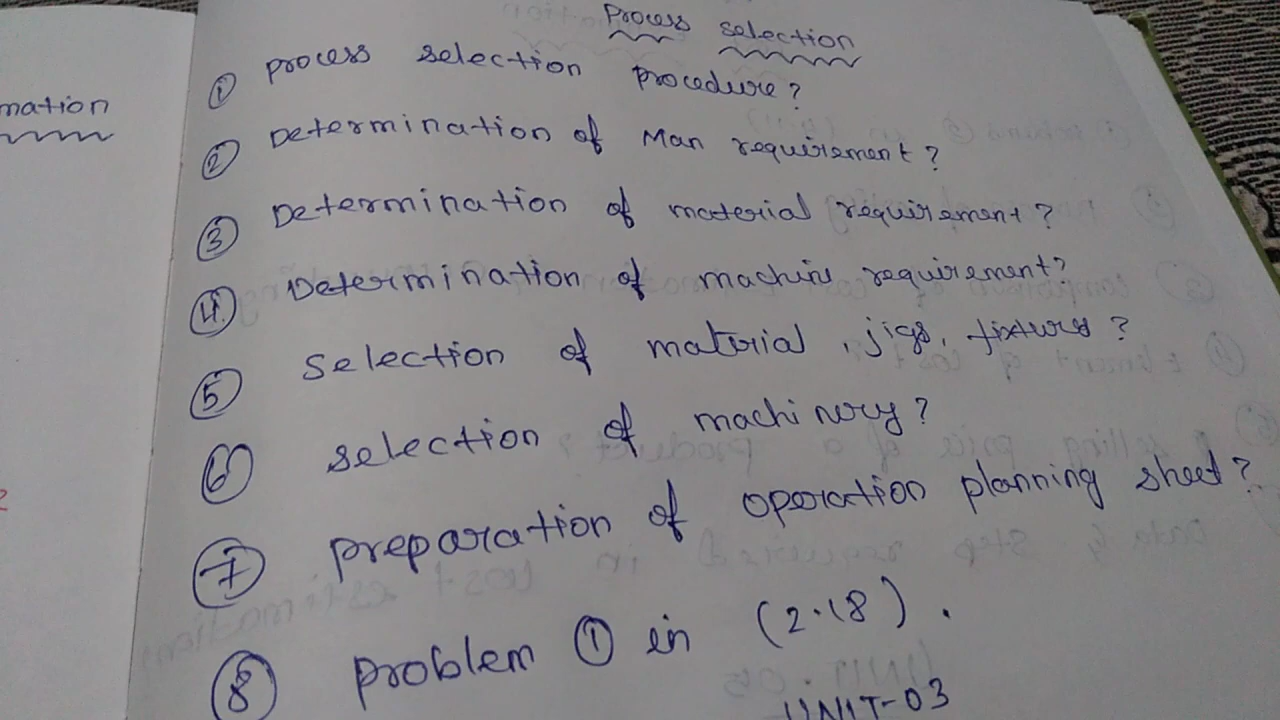 mation
Process selection
① process selection procedure?
② Determination of Man requirement?
③ Determination of material requirement?
④ Determination of machine requirement?
⑤ Selection of material, jigs, fixtures?
⑥ selection of machinery?
⑦ preparation of operation planning sheet?
⑧ problem ① in (2.18).
UNIT-03